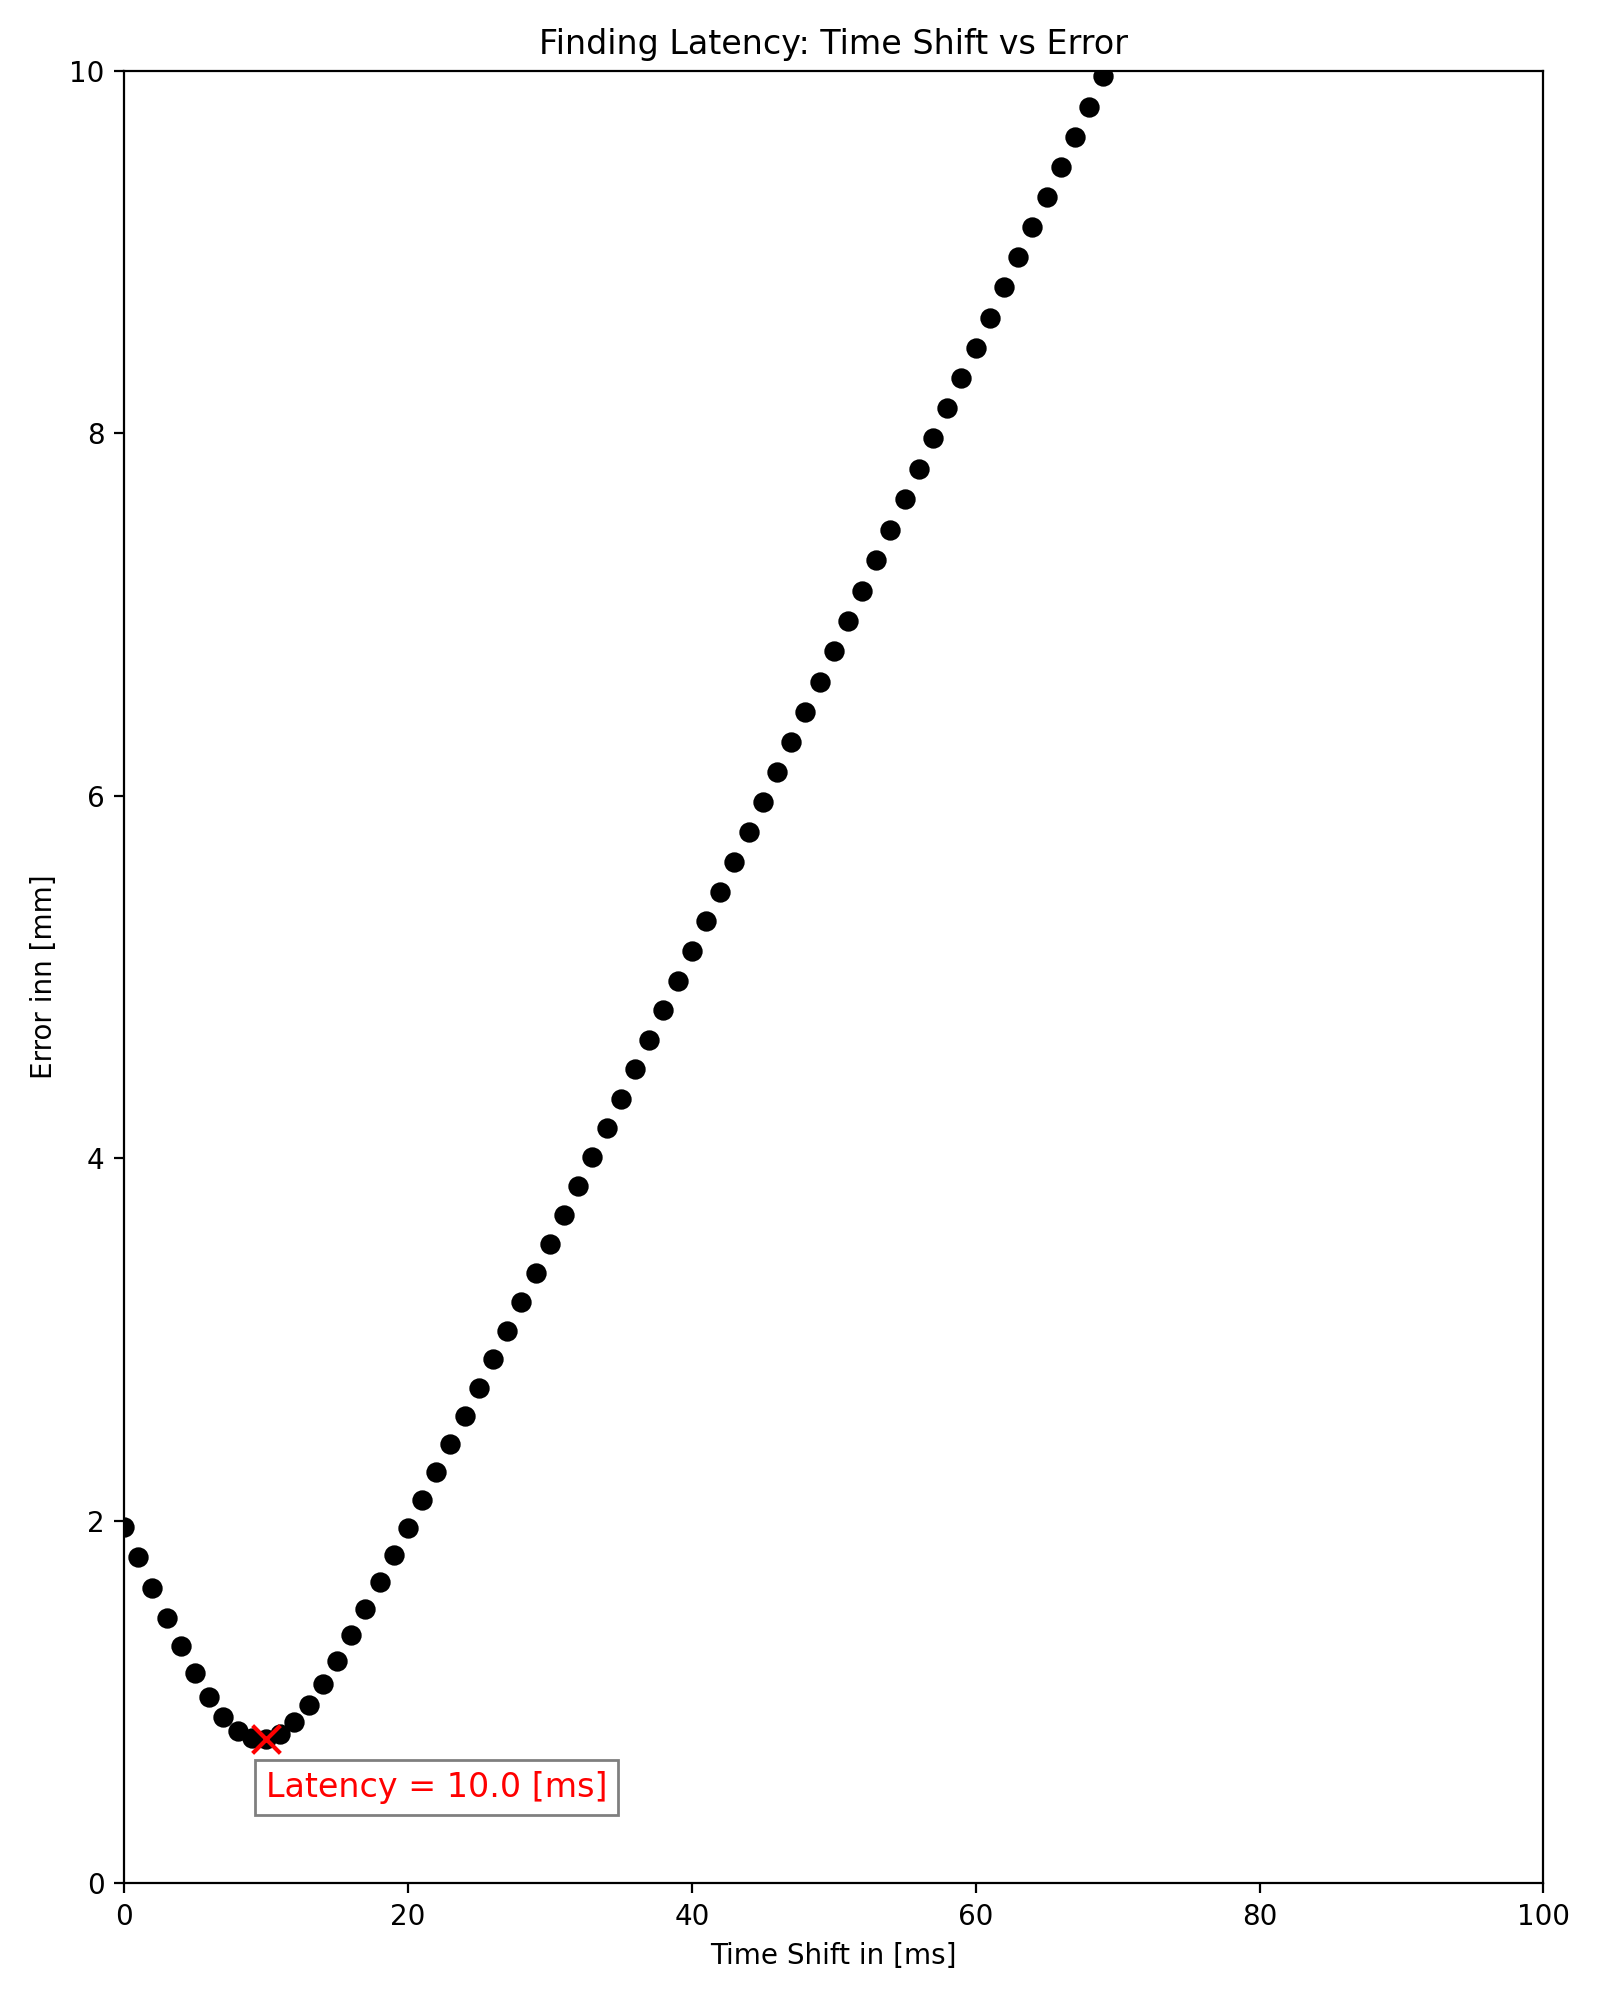 Finding Latency: Time Shift vs Error
10
8
6
4
2
0
Error inn [mm]
Latency = 10.0 [ms]
0 20 40 60 80 100
Time Shift in [ms]